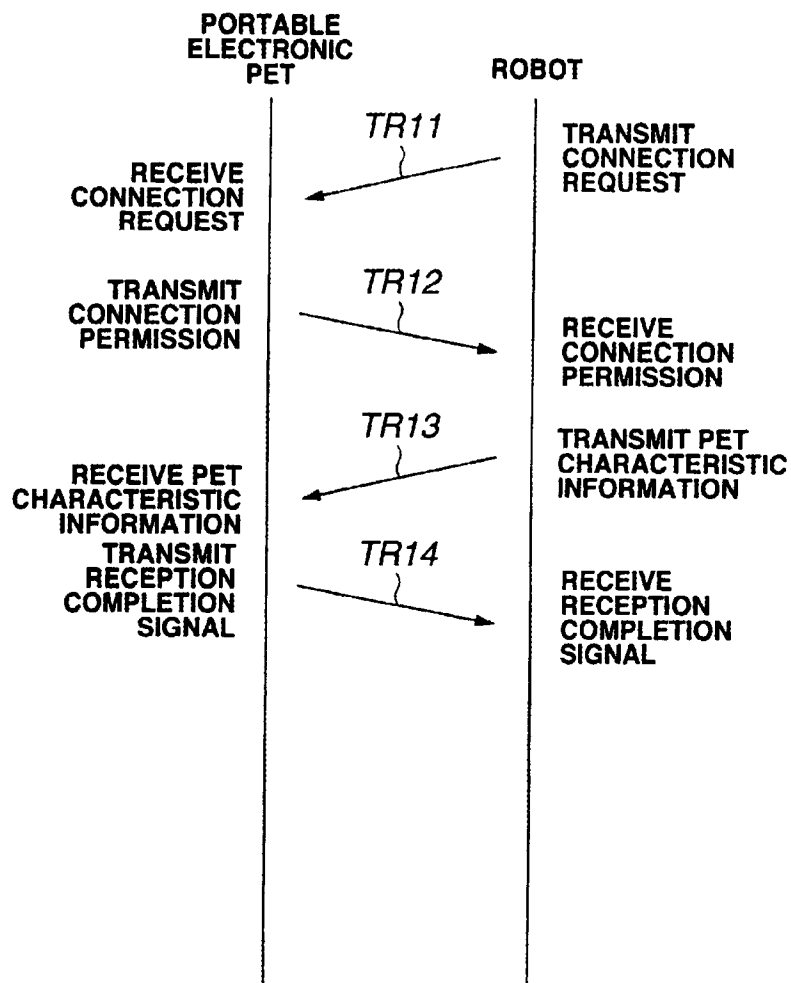 PORTABLE
ELECTRONIC
PET
ROBOT
TR11
TRANSMIT
CONNECTION
REQUEST
RECEIVE
CONNECTION
REQUEST
TR12
TRANSMIT
CONNECTION
PERMISSION
RECEIVE
CONNECTION
PERMISSION
TR13
TRANSMIT PET
CHARACTERISTIC
INFORMATION
RECEIVE PET
CHARACTERISTIC
INFORMATION
TR14
TRANSMIT
RECEPTION
COMPLETION
SIGNAL
RECEIVE
RECEPTION
COMPLETION
SIGNAL